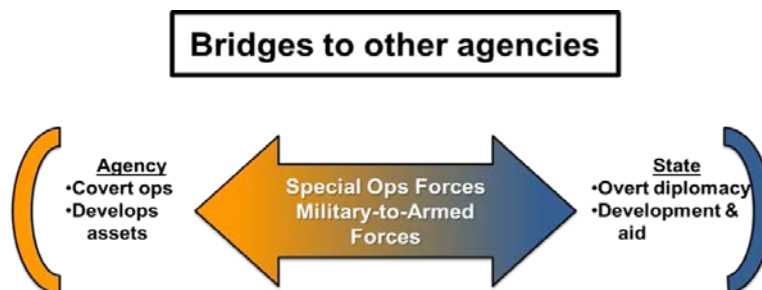 Bridges to other agencies
Agency
•Covert ops
•Develops
assets
Special Ops Forces
Military-to-Armed
Forces
State
•Overt diplomacy
•Development &
aid